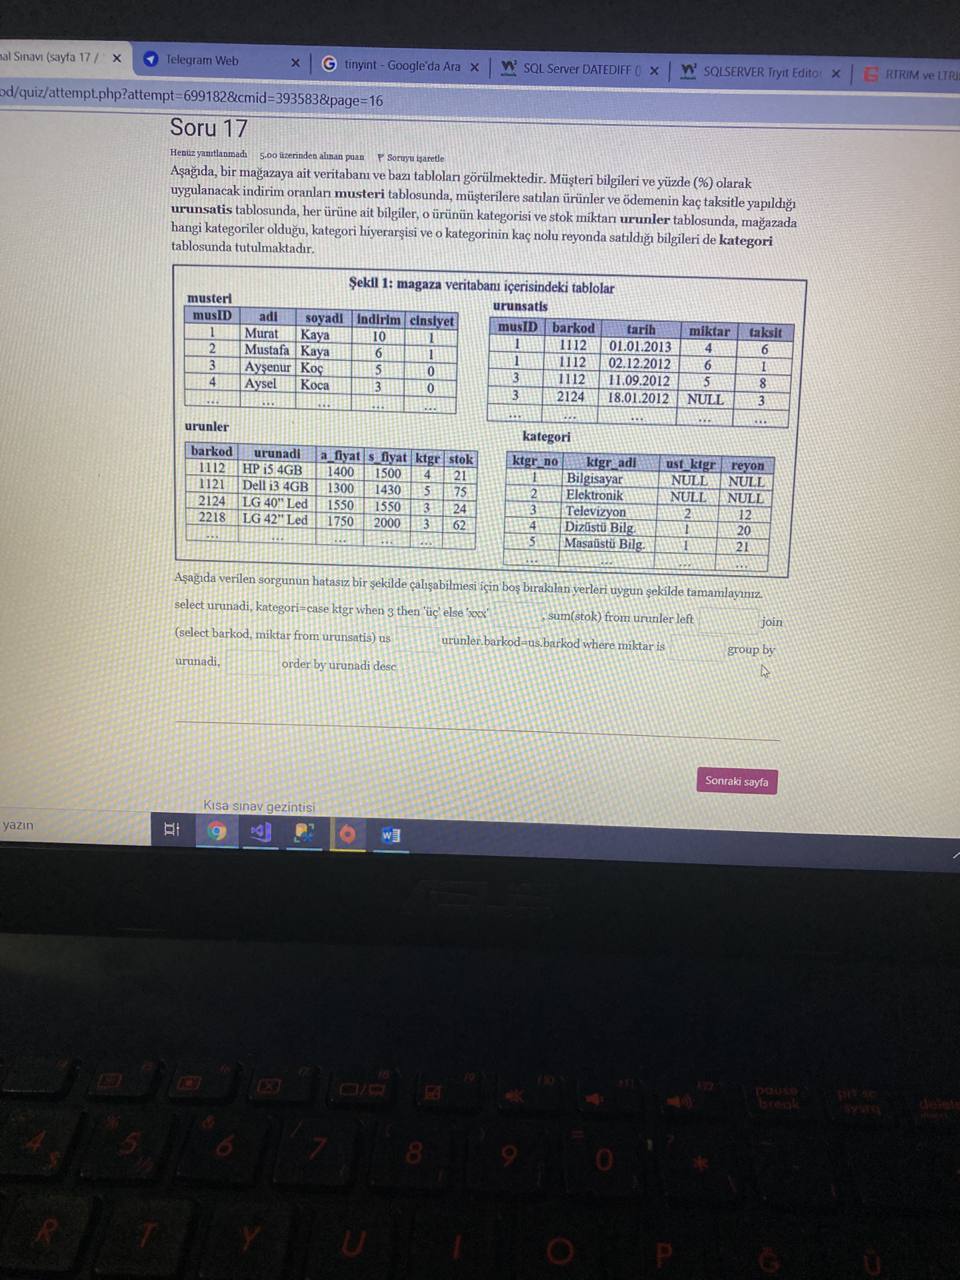 nal Sınavı (sayfa 17 / X
Telegram Web X
tinyint - Google'da Ara X
SQL Server DATEDIFF () X
SQLSERVER Tryit Editor X
RTRIM ve LTRI
od/quiz/attempt.php?attempt=699182&cmid=393583&page=16
Soru 17
Henüz yanıtlanmadı 5,00 üzerinden alınan puan Soruyu işaretle
Aşağıda, bir mağazaya ait veritabanı ve bazı tabloları görülmektedir. Müşteri bilgileri ve yüzde (%) olarak
uygulanacak indirim oranları musteri tablosunda, müşterilere satılan ürünler ve ödemenin kaç taksitle yapıldığı
urunsatis tablosunda, her ürüne ait bilgiler, o ürünün kategorisi ve stok miktarı urunler tablosunda, mağazada
hangi kategoriler olduğu, kategori hiyerarşisi ve o kategorinin kaç nolu reyonda satıldığı bilgileri de kategori
tablosunda tutulmaktadır.
Şekil 1: magaza veritabanı içerisindeki tablolar
musteri
musID adi soyadi indirim cinsiyet
1 Murat Kaya 10 1
2 Mustafa Kaya 6 1
3 Ayşenur Koç 5 0
4 Aysel Koca 3 0
... ... ... ... ...
urunsatis
musID barkod tarih miktar taksit
1 1112 01.01.2013 4 6
1 1112 02.12.2012 6 1
3 1112 11.09.2012 5 8
3 2124 18.01.2012 NULL 3
... ... ... ... ...
urunler
barkod urunadi a_fiyat s_fiyat ktgr stok
1112 HP i5 4GB 1400 1500 4 21
1121 Dell i3 4GB 1300 1430 5 75
2124 LG 40" Led 1550 1550 3 24
2218 LG 42" Led 1750 2000 3 62
... ... ... ... ...
kategori
ktgr_no ktgr_adi ust_ktgr reyon
1 Bilgisayar NULL NULL
2 Elektronik NULL NULL
3 Televizyon 2 12
4 Dizüstü Bilg. 1 20
5 Masaüstü Bilg. 1 21
... ... ... ...
Aşağıda verilen sorgunun hatasız bir şekilde çalışabilmesi için boş bırakılan yerleri uygun şekilde tamamlayınız.
select urunadi, kategori=case ktgr when 3 then 'üç' else 'xxx' , sum(stok) from urunler left join
(select barkod, miktar from urunsatis) us urunler.barkod=us.barkod where miktar is group by
urunadi, order by urunadi desc
Sonraki sayfa
Kısa sınav gezintisi
yazın
pause
break
prt sc
sysrq
delete
4 $ 5 6 7 / 8 9 0 = * ?
R T Y U I O P Ğ Ü